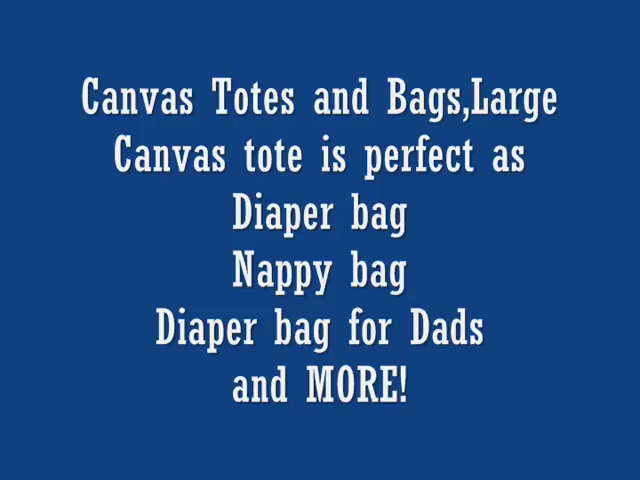 Canvas Totes and Bags,Large
Canvas tote is perfect as
Diaper bag
Nappy bag
Diaper bag for Dads
and MORE!